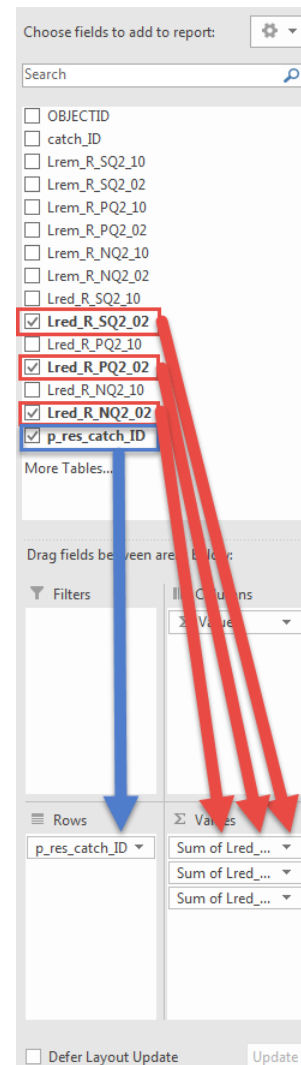 Choose fields to add to report:
Search
OBJECTID
catch_ID
Lrem_R_SQ2_10
Lrem_R_SQ2_02
Lrem_R_PQ2_10
Lrem_R_PQ2_02
Lrem_R_NQ2_10
Lrem_R_NQ2_02
Lred_R_SQ2_10
Lred_R_SQ2_02
Lred_R_PQ2_10
Lred_R_PQ2_02
Lred_R_NQ2_10
Lred_R_NQ2_02
p_res_catch_ID
More Tables...
Drag fields between areas below:
Filters
Columns
Σ Values
Rows
Σ Values
p_res_catch_ID
Sum of Lred_...
Sum of Lred_...
Sum of Lred_...
Defer Layout Update
Update